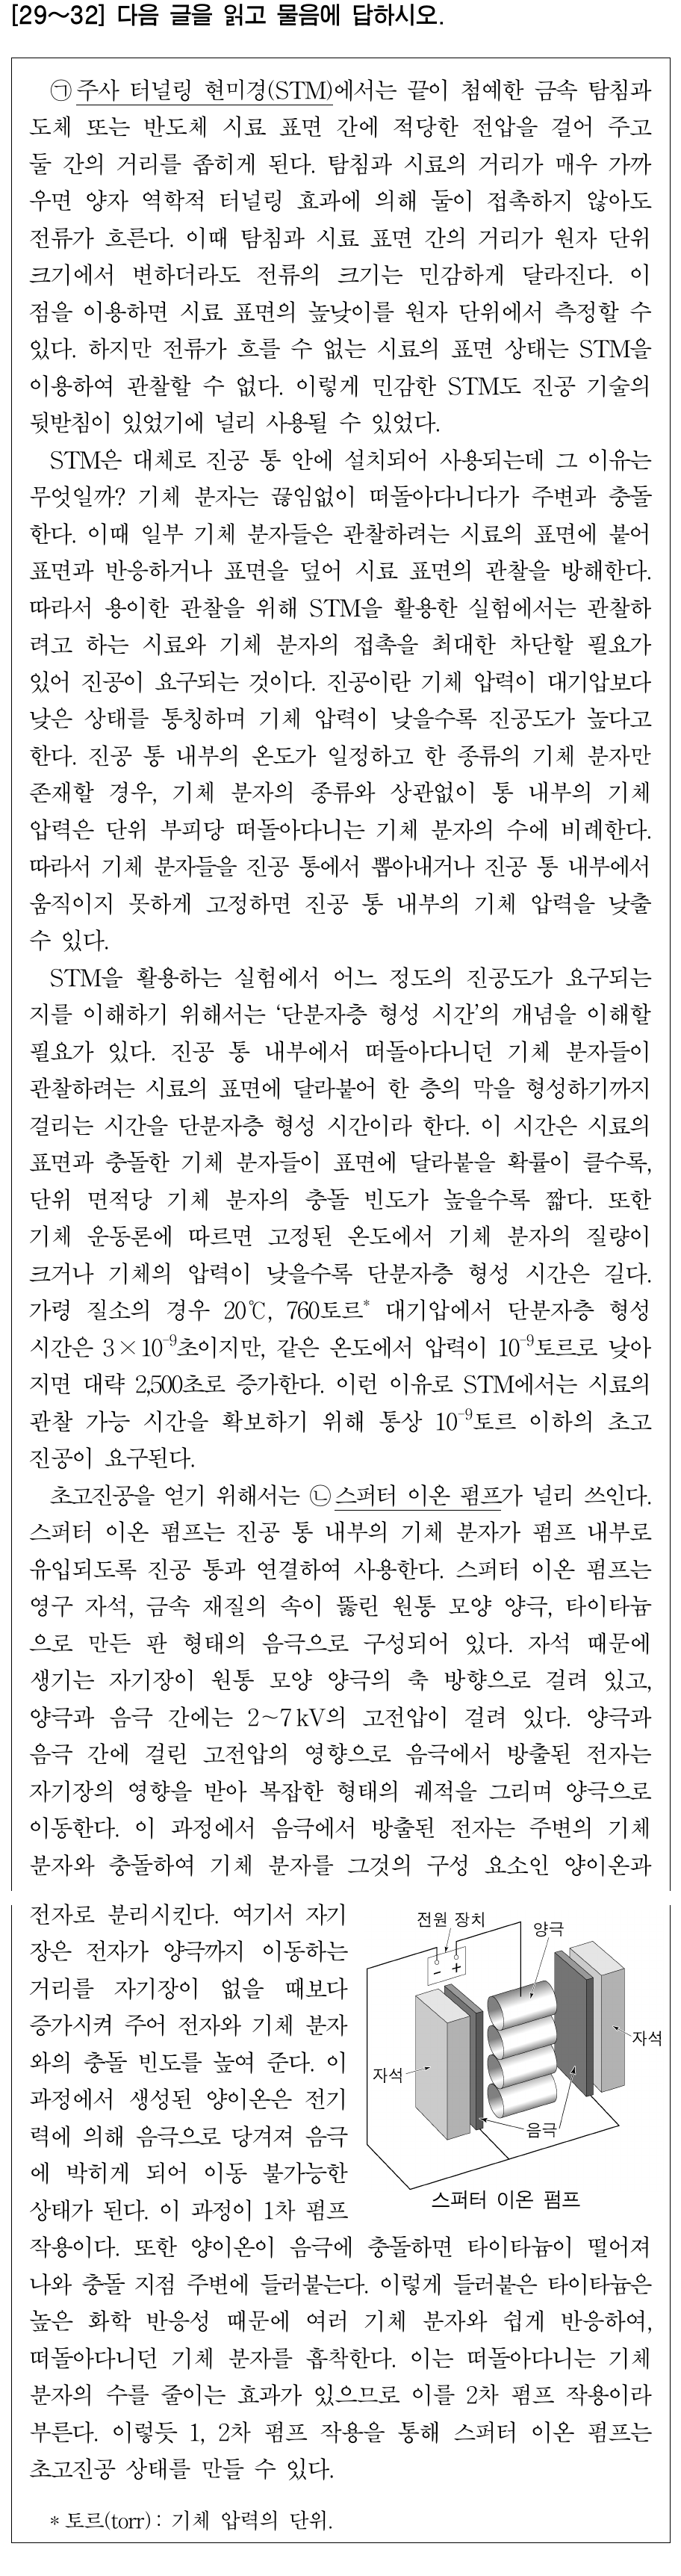 [29~32] 다음 글을 읽고 물음에 답하시오.
㉠주사 터널링 현미경(STM)에서는 끝이 첨예한 금속 탐침과
도체 또는 반도체 시료 표면 간에 적당한 전압을 걸어 주고
둘 간의 거리를 좁히게 된다. 탐침과 시료의 거리가 매우 가까
우면 양자 역학적 터널링 효과에 의해 둘이 접촉하지 않아도
전류가 흐른다. 이때 탐침과 시료 표면 간의 거리가 원자 단위
크기에서 변하더라도 전류의 크기는 민감하게 달라진다. 이
점을 이용하면 시료 표면의 높낮이를 원자 단위에서 측정할 수
있다. 하지만 전류가 흐를 수 없는 시료의 표면 상태는 STM을
이용하여 관찰할 수 없다. 이렇게 민감한 STM도 진공 기술의
뒷받침이 있었기에 널리 사용될 수 있었다.
STM은 대체로 진공 통 안에 설치되어 사용되는데 그 이유는
무엇일까? 기체 분자는 끊임없이 떠돌아다니다가 주변과 충돌
한다. 이때 일부 기체 분자들은 관찰하려는 시료의 표면에 붙어
표면과 반응하거나 표면을 덮어 시료 표면의 관찰을 방해한다.
따라서 용이한 관찰을 위해 STM을 활용한 실험에서는 관찰하
려고 하는 시료와 기체 분자의 접촉을 최대한 차단할 필요가
있어 진공이 요구되는 것이다. 진공이란 기체 압력이 대기압보다
낮은 상태를 통칭하며 기체 압력이 낮을수록 진공도가 높다고
한다. 진공 통 내부의 온도가 일정하고 한 종류의 기체 분자만
존재할 경우, 기체 분자의 종류와 상관없이 통 내부의 기체
압력은 단위 부피당 떠돌아다니는 기체 분자의 수에 비례한다.
따라서 기체 분자들을 진공 통에서 뽑아내거나 진공 통 내부에서
움직이지 못하게 고정하면 진공 통 내부의 기체 압력을 낮출
수 있다.
STM을 활용하는 실험에서 어느 정도의 진공도가 요구되는
지를 이해하기 위해서는 ‘단분자층 형성 시간’의 개념을 이해할
필요가 있다. 진공 통 내부에서 떠돌아다니던 기체 분자들이
관찰하려는 시료의 표면에 달라붙어 한 층의 막을 형성하기까지
걸리는 시간을 단분자층 형성 시간이라 한다. 이 시간은 시료의
표면과 충돌한 기체 분자들이 표면에 달라붙을 확률이 클수록,
단위 면적당 기체 분자의 충돌 빈도가 높을수록 짧다. 또한
기체 운동론에 따르면 고정된 온도에서 기체 분자의 질량이
크거나 기체의 압력이 낮을수록 단분자층 형성 시간은 길다.
가령 질소의 경우 20℃, 760토르* 대기압에서 단분자층 형성
시간은 3×10⁻⁹초이지만, 같은 온도에서 압력이 10⁻⁹토르로 낮아
지면 대략 2,500초로 증가한다. 이런 이유로 STM에서는 시료의
관찰 가능 시간을 확보하기 위해 통상 10⁻⁹토르 이하의 초고
진공이 요구된다.
초고진공을 얻기 위해서는 ㉡스퍼터 이온 펌프가 널리 쓰인다.
스퍼터 이온 펌프는 진공 통 내부의 기체 분자가 펌프 내부로
유입되도록 진공 통과 연결하여 사용한다. 스퍼터 이온 펌프는
영구 자석, 금속 재질의 속이 뚫린 원통 모양 양극, 타이타늄
으로 만든 판 형태의 음극으로 구성되어 있다. 자석 때문에
생기는 자기장이 원통 모양 양극의 축 방향으로 걸려 있고,
양극과 음극 간에는 2~7kV의 고전압이 걸려 있다. 양극과
음극 간에 걸린 고전압의 영향으로 음극에서 방출된 전자는
자기장의 영향을 받아 복잡한 형태의 궤적을 그리며 양극으로
이동한다. 이 과정에서 음극에서 방출된 전자는 주변의 기체
분자와 충돌하여 기체 분자를 그것의 구성 요소인 양이온과
전자로 분리시킨다. 여기서 자기
장은 전자가 양극까지 이동하는
거리를 자기장이 없을 때보다
증가시켜 주어 전자와 기체 분자
와의 충돌 빈도를 높여 준다. 이
과정에서 생성된 양이온은 전기
력에 의해 음극으로 당겨져 음극
에 박히게 되어 이동 불가능한
상태가 된다. 이 과정이 1차 펌프
작용이다. 또한 양이온이 음극에 충돌하면 타이타늄이 떨어져
나와 충돌 지점 주변에 들러붙는다. 이렇게 들러붙은 타이타늄은
높은 화학 반응성 때문에 여러 기체 분자와 쉽게 반응하여,
떠돌아다니던 기체 분자를 흡착한다. 이는 떠돌아다니는 기체
분자의 수를 줄이는 효과가 있으므로 이를 2차 펌프 작용이라
부른다. 이렇듯 1, 2차 펌프 작용을 통해 스퍼터 이온 펌프는
초고진공 상태를 만들 수 있다.
전원 장치
양극
− +
자석
자석
음극
스퍼터 이온 펌프
* 토르(torr) : 기체 압력의 단위.